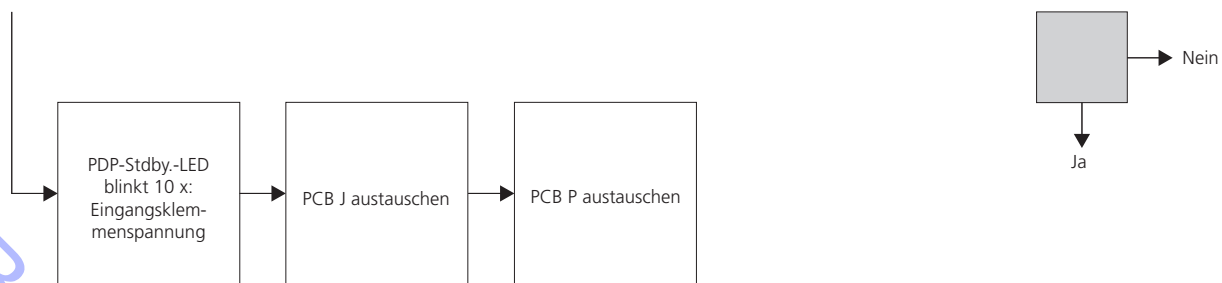 Nein
Ja
PDP-Stdby.-LED
blinkt 10 x:
Eingangsklem-
menspannung
PCB J austauschen
PCB P austauschen